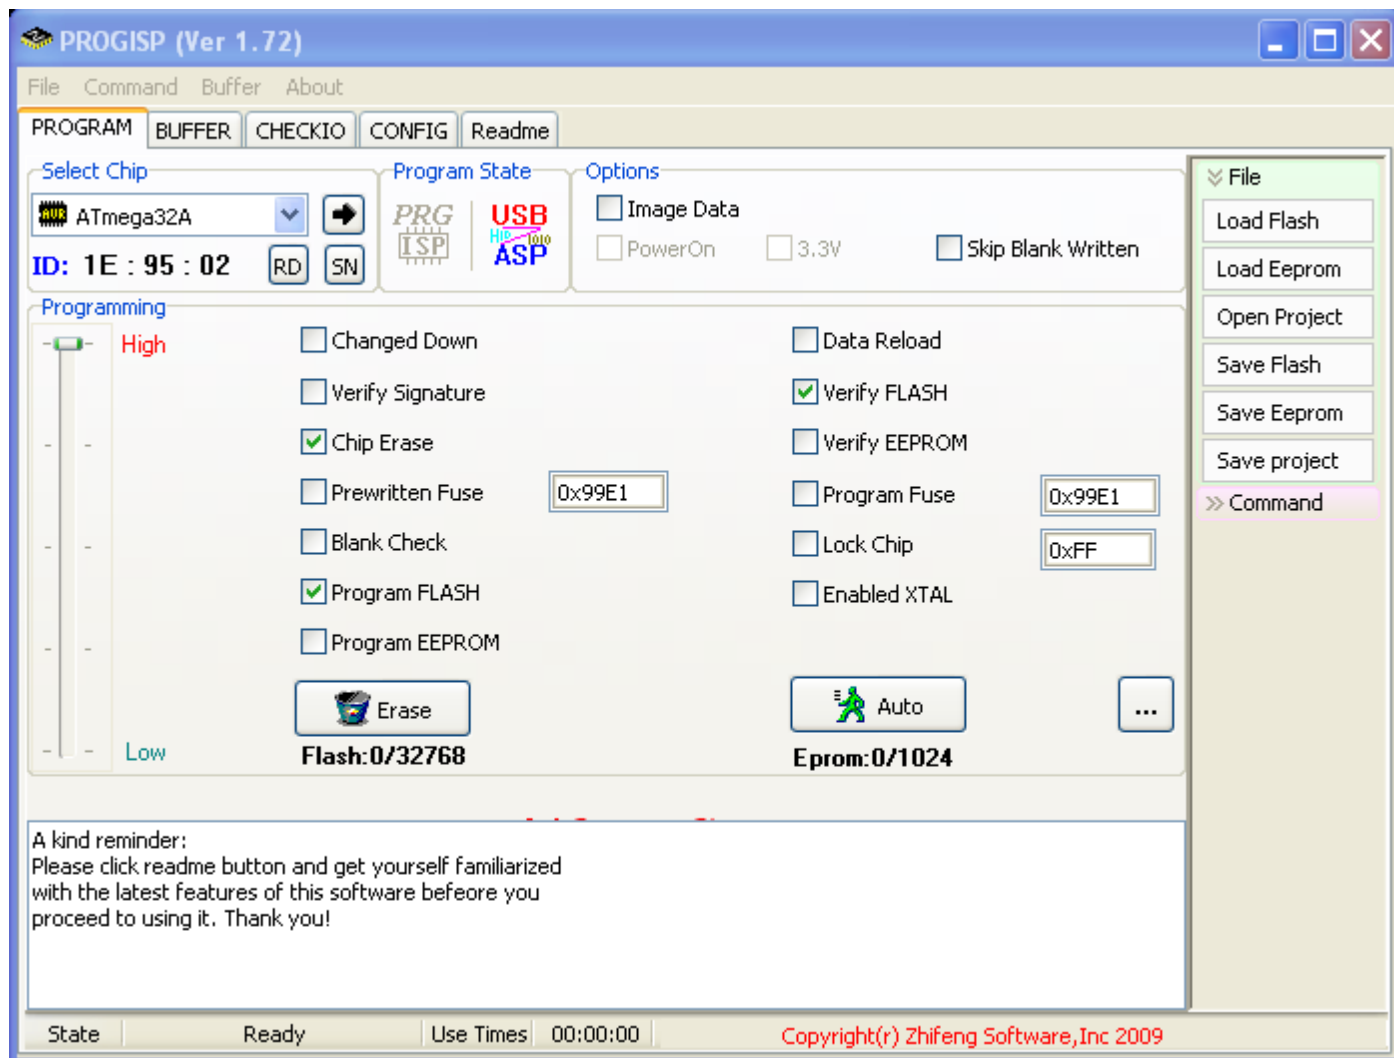 PROGISP (Ver 1.72)
File Command Buffer About
PROGRAM BUFFER CHECKIO CONFIG Readme
Select Chip Program State Options
AVR ATmega32A
PRG
ISP
USB
ASP
Image Data
PowerOn 3.3V Skip Blank Written
ID: 1E : 95 : 02 RD SN
Programming
High
Low
Changed Down
Verify Signature
Chip Erase
Prewritten Fuse 0x99E1
Blank Check
Program FLASH
Program EEPROM
Erase
Flash:0/32768
Data Reload
Verify FLASH
Verify EEPROM
Program Fuse 0x99E1
Lock Chip 0xFF
Enabled XTAL
Auto ...
Eprom:0/1024
File
Load Flash
Load Eeprom
Open Project
Save Flash
Save Eeprom
Save project
Command
A kind reminder:
Please click readme button and get yourself familiarized
with the latest features of this software befeore you
proceed to using it. Thank you!
State Ready Use Times 00:00:00 Copyright(r) Zhifeng Software,Inc 2009